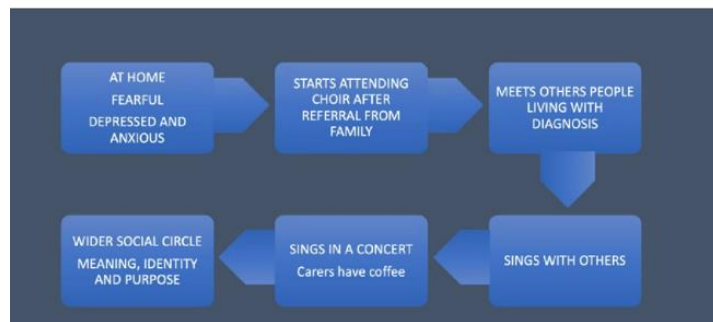 AT HOME
FEARFUL
DEPRESSED AND
ANXIOUS
STARTS ATTENDING
CHOIR AFTER
REFERRAL FROM
FAMILY
MEETS OTHERS PEOPLE
LIVING WITH
DIAGNOSIS
SINGS WITH OTHERS
SINGS IN A CONCERT
Carers have coffee
WIDER SOCIAL CIRCLE
MEANING, IDENTITY
AND PURPOSE